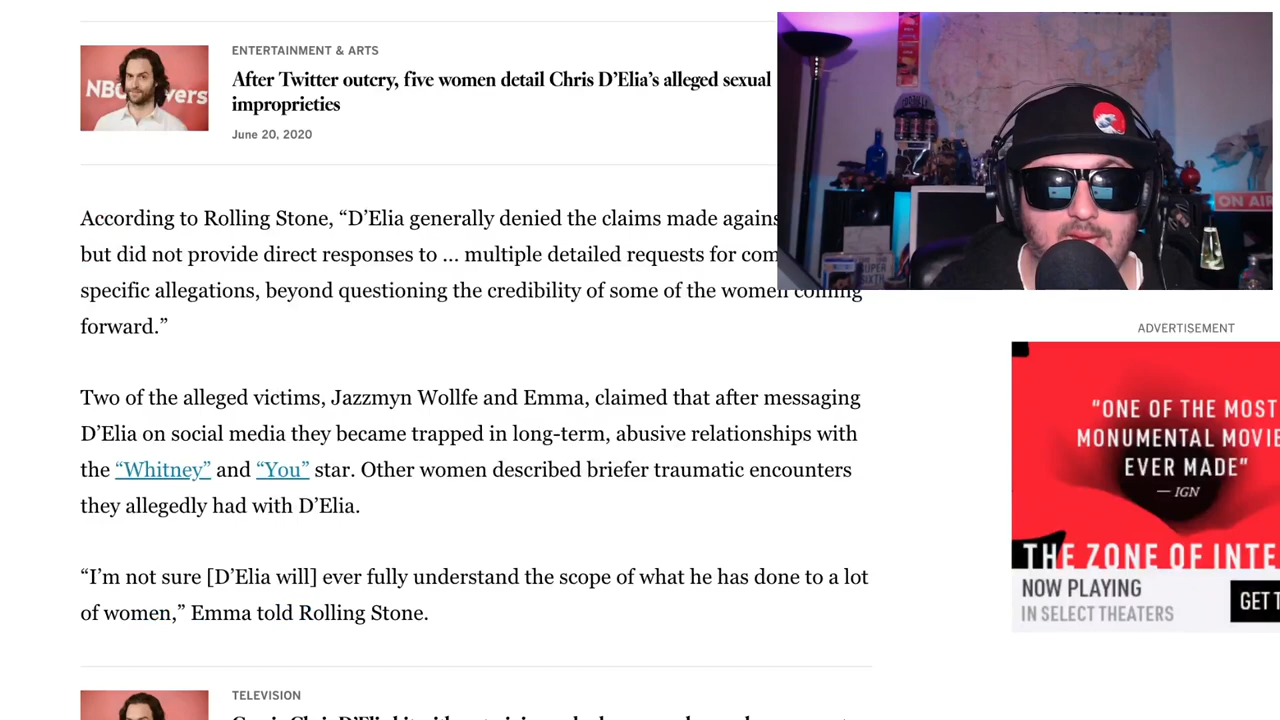 ENTERTAINMENT & ARTS
After Twitter outcry, five women detail Chris D’Elia’s alleged sexual
improprieties
June 20, 2020
NBC
yers
According to Rolling Stone, “D’Elia generally denied the claims made
but did not provide direct responses to ... multiple detailed requests for
specific allegations, beyond questioning the credibility of some of the women coming
forward.”
Two of the alleged victims, Jazzmyn Wollfe and Emma, claimed that after messaging
D’Elia on social media they became trapped in long-term, abusive relationships with
the “Whitney” and “You” star. Other women described briefer traumatic encounters
they allegedly had with D’Elia.
“I’m not sure [D’Elia will] ever fully understand the scope of what he has done to a lot
of women,” Emma told Rolling Stone.
TELEVISION
ON AIR
SUPER
ADVERTISEMENT
“ONE OF THE MOST
MONUMENTAL
EVER MADE”
— IGN
THE ZONE OF
NOW PLAYING
IN SELECT THEATERS
GET